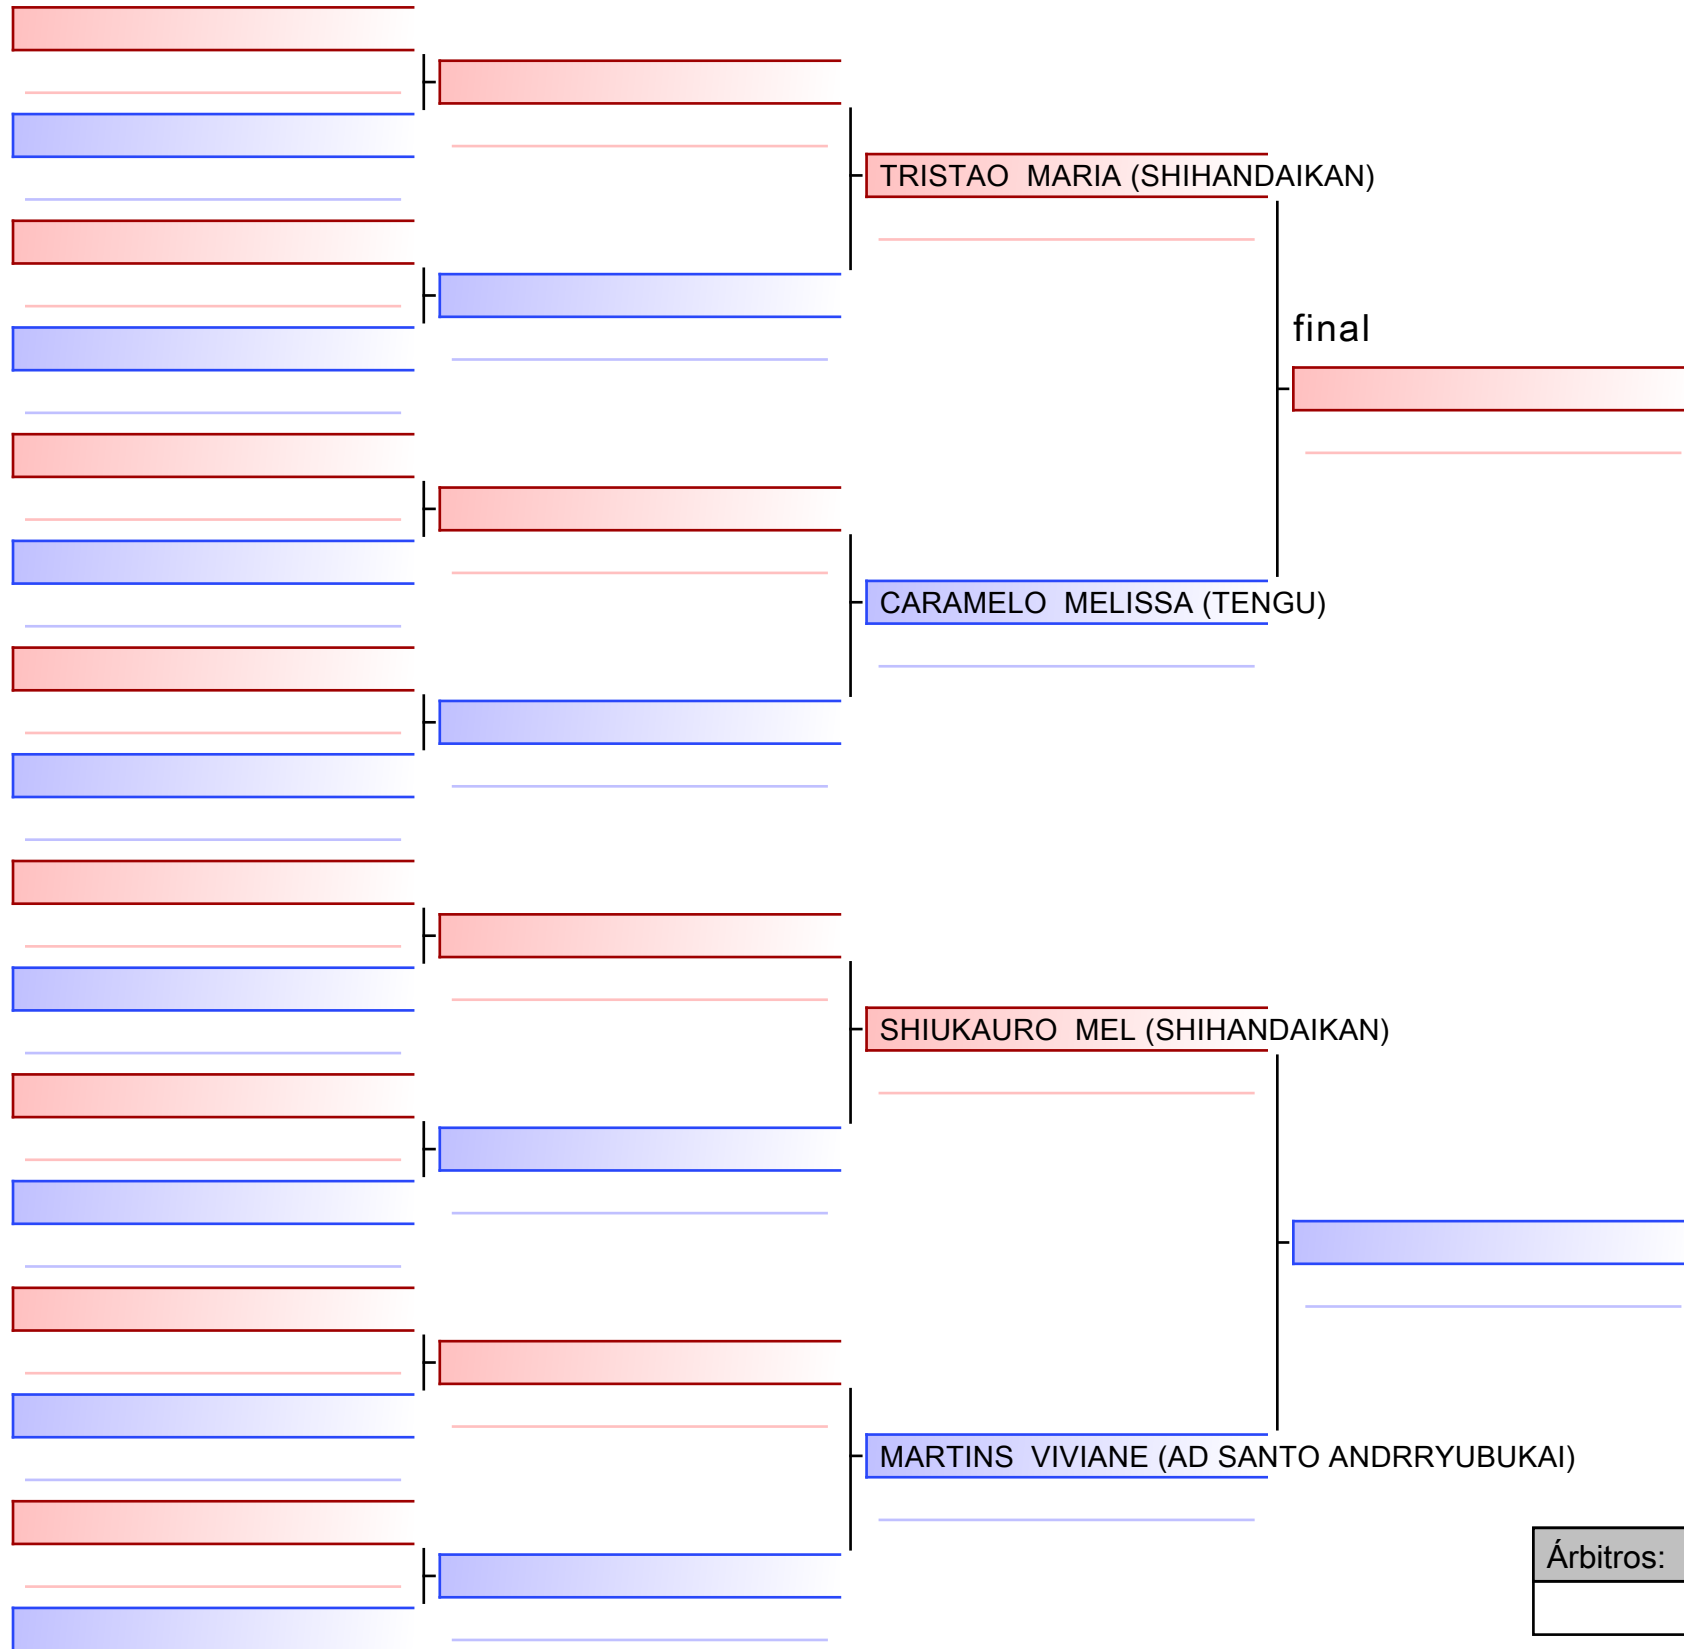 TRISTAO  MARIA (SHIHANDAIKAN)
final
CARAMELO  MELISSA (TENGU)
SHIUKAURO  MEL (SHIHANDAIKAN)
MARTINS  VIVIANE (AD SANTO ANDRRYUBUKAI)
Árbitros: